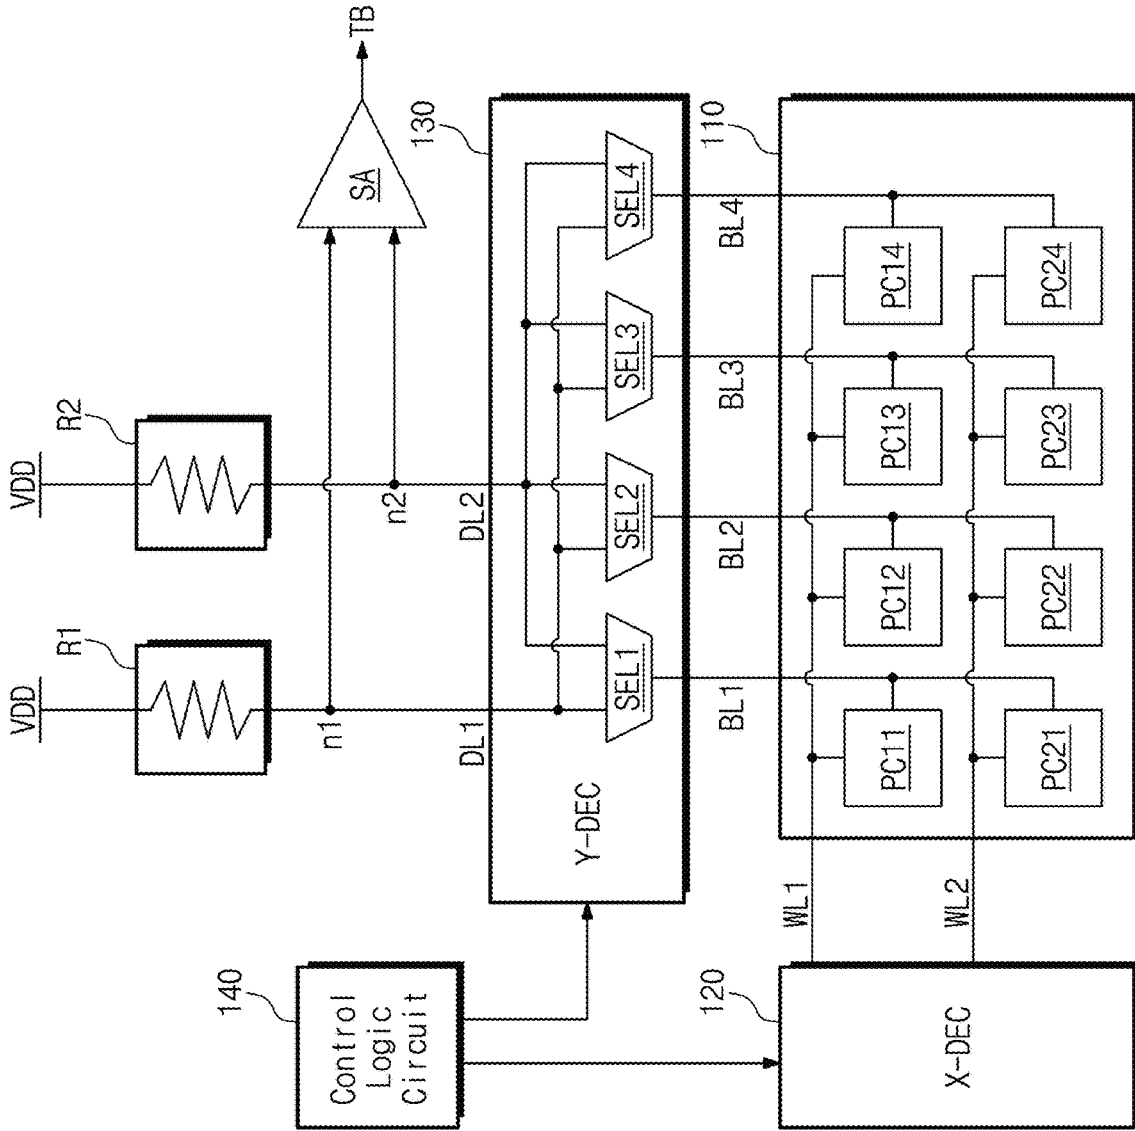 VDD
VDD
R1
R2
TB
SA
n1
n2
DL1
DL2
130
140
Control
Logic
Circuit
Y-DEC
SEL1
SEL2
SEL3
SEL4
BL1
BL2
BL3
BL4
110
120
X-DEC
WL1
WL2
PC11
PC12
PC13
PC14
PC21
PC22
PC23
PC24